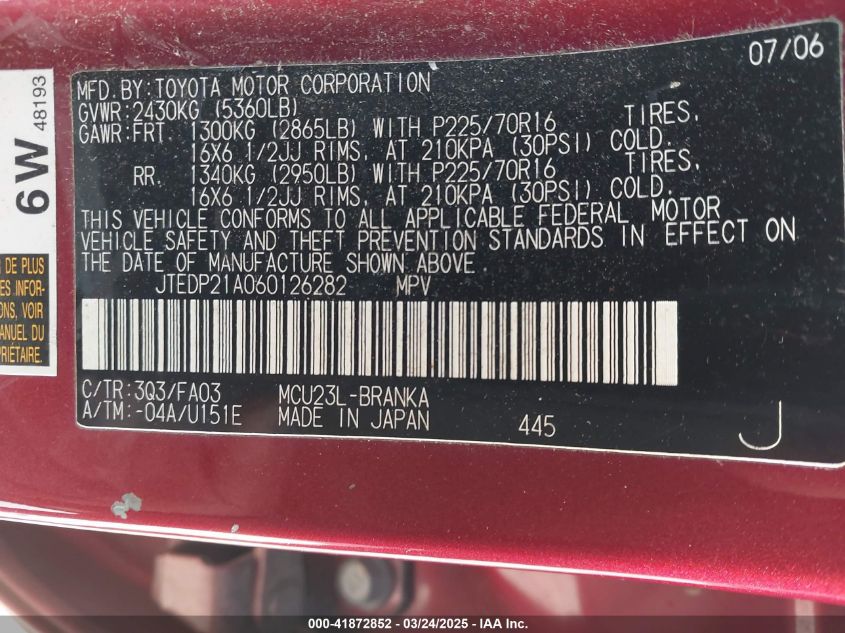 07/06
MFD.BY:TOYOTA MOTOR CORPORATION
GVWR:2430KG (5360LB)
GAWR:FRT 1300KG (2865LB) WITH P225/70R16 TIRES,
16X6 1/2JJ RIMS, AT 210KPA (30PSI) COLD.
RR. 1340KG (2950LB) WITH P225/70R16 TIRES,
16X6 1/2JJ RIMS, AT 210KPA (30PSI) COLD.
THIS VEHICLE CONFORMS TO ALL APPLICABLE FEDERAL MOTOR
VEHICLE SAFETY AND THEFT PREVENTION STANDARDS IN EFFECT ON
THE DATE OF MANUFACTURE SHOWN ABOVE.
JTEDP21A060126282 MPV
C/TR:3Q3/FA03 MCU23L-BRANKA
A/TM:-04A/U151E MADE IN JAPAN 445
J
6W 48193
DE PLUS
ES INFOR-
S, VOIR
ANUEL DU
PRIÉTAIRE.
000-41872852 - 03/24/2025 - IAA Inc.